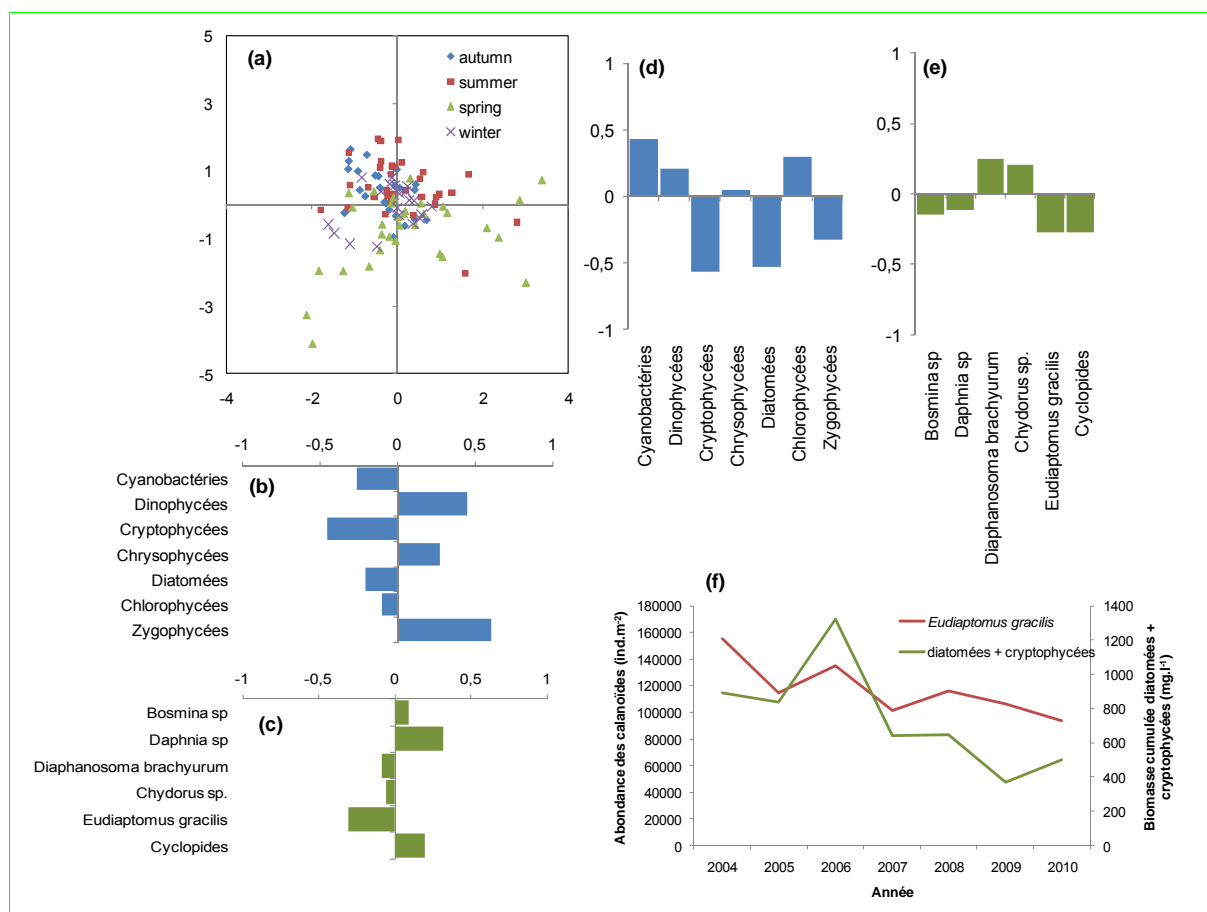 (a)
autumn
summer
spring
winter
5
3
1
-1
-3
-5
-4
-2
0
2
4
(d)
1
0,5
0
-0,5
-1
Cyanobactéries
Dinophycées
Cryptophycées
Chrysophycées
Diatomées
Chlorophycées
Zygophycées
(e)
1
0,5
0
-0,5
-1
Bosmina sp
Daphnia sp
Diaphanosoma brachyurum
Chydorus sp.
Eudiaptomus gracilis
Cyclopides
-1
-0,5
0
0,5
1
(b)
Cyanobactéries
Dinophycées
Cryptophycées
Chrysophycées
Diatomées
Chlorophycées
Zygophycées
-1
-0,5
0
0,5
1
(c)
Bosmina sp
Daphnia sp
Diaphanosoma brachyurum
Chydorus sp.
Eudiaptomus gracilis
Cyclopides
(f)
Abondance des calanoïdes (ind.m⁻²)
180000
160000
140000
120000
100000
80000
60000
40000
20000
0
Eudiaptomus gracilis
diatomées + cryptophycées
1400
1200
1000
800
600
400
200
0
Biomasse cumulée diatomées +
cryptophycées (mg.l⁻¹)
2004
2005
2006
2007
2008
2009
2010
Année